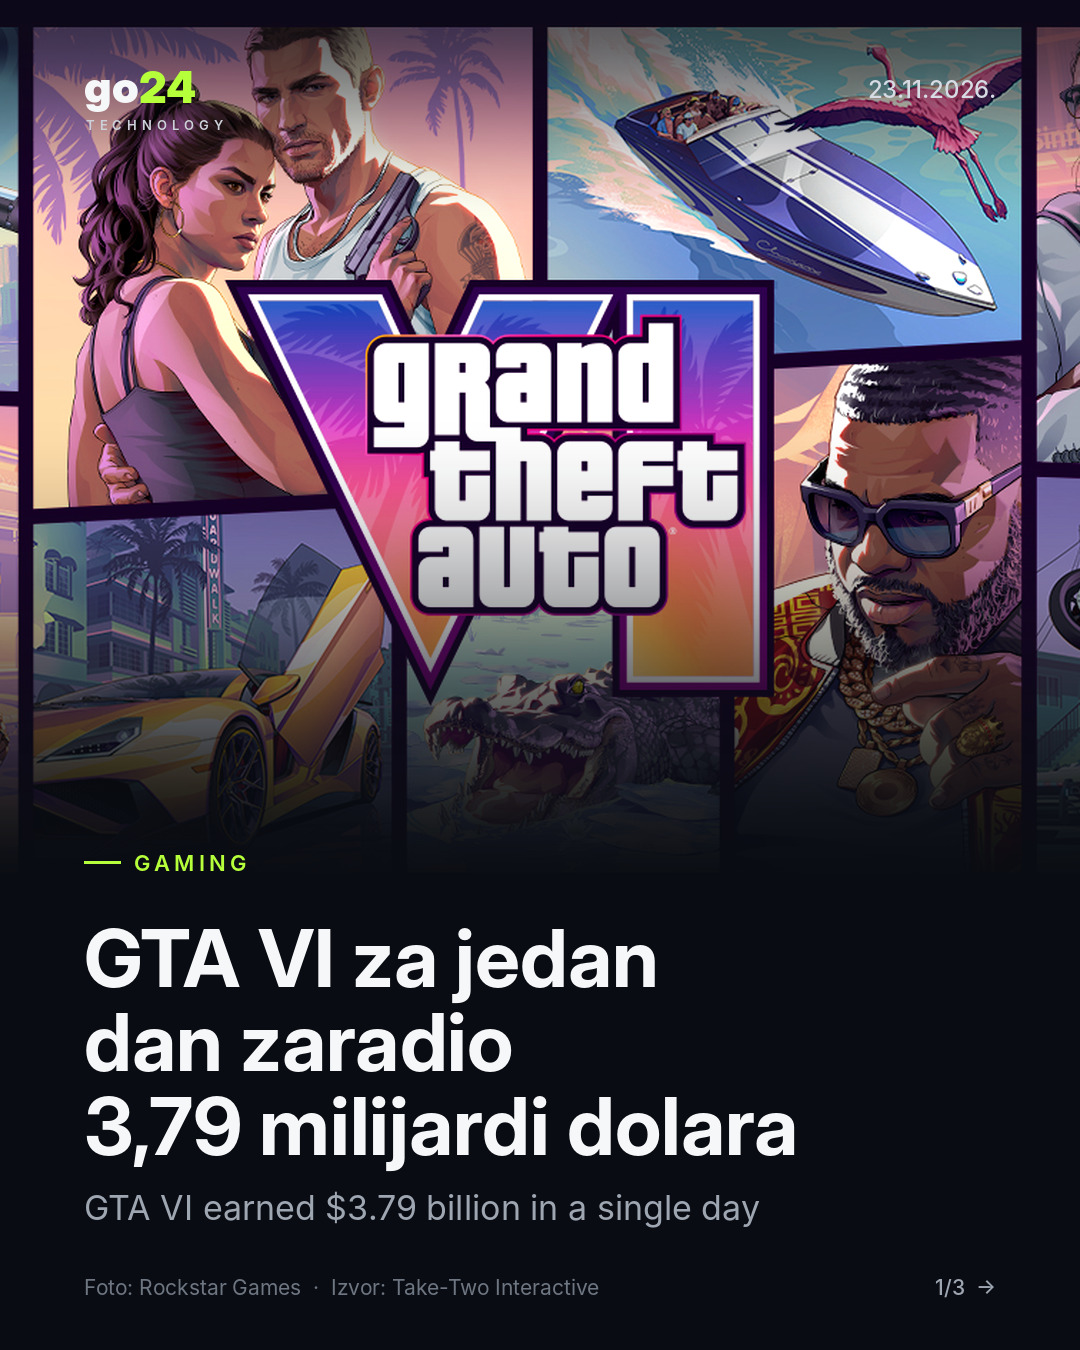 go24
TECHNOLOGY
23.11.2026.
grand
theft
auto
VI
GAMING
GTA VI za jedan
dan zaradio
3,79 milijardi dolara
GTA VI earned $3.79 billion in a single day
Foto: Rockstar Games · Izvor: Take-Two Interactive
1/3 →